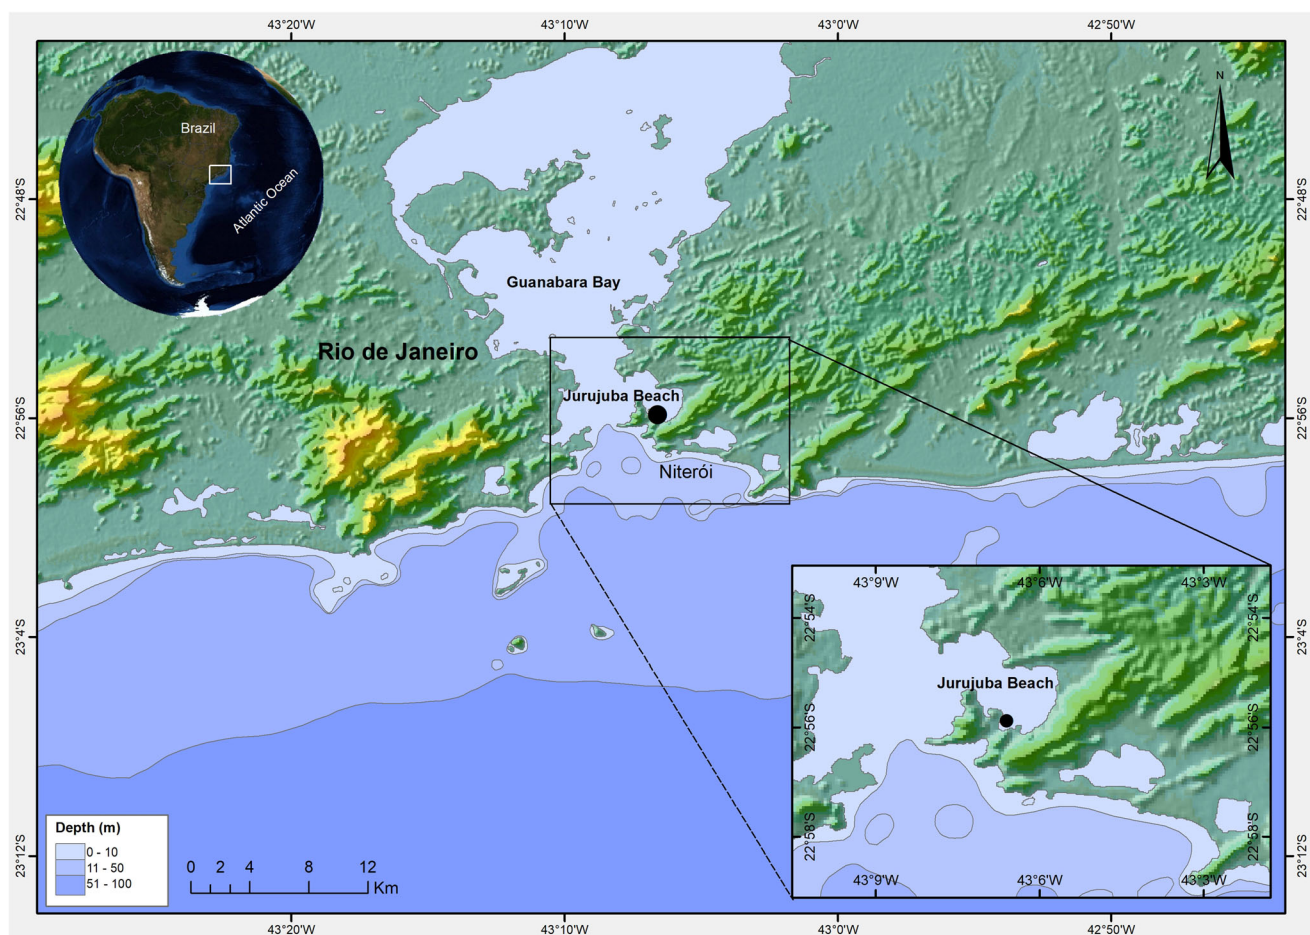 43°20'W
43°10'W
43°0'W
42°50'W
N
Brazil
Atlantic Ocean
22°48'S
22°48'S
Guanabara Bay
Rio de Janeiro
Jurujuba Beach
22°56'S
22°56'S
Niterói
43°9'W
43°6'W
43°3'W
22°54'S
22°54'S
23°4'S
23°4'S
Jurujuba Beach
22°56'S
22°56'S
Depth (m)
0 - 10
11 - 50
51 - 100
0 2 4 8 12
Km
22°58'S
22°58'S
23°12'S
23°12'S
43°9'W
43°6'W
43°3'W
43°20'W
43°10'W
43°0'W
42°50'W